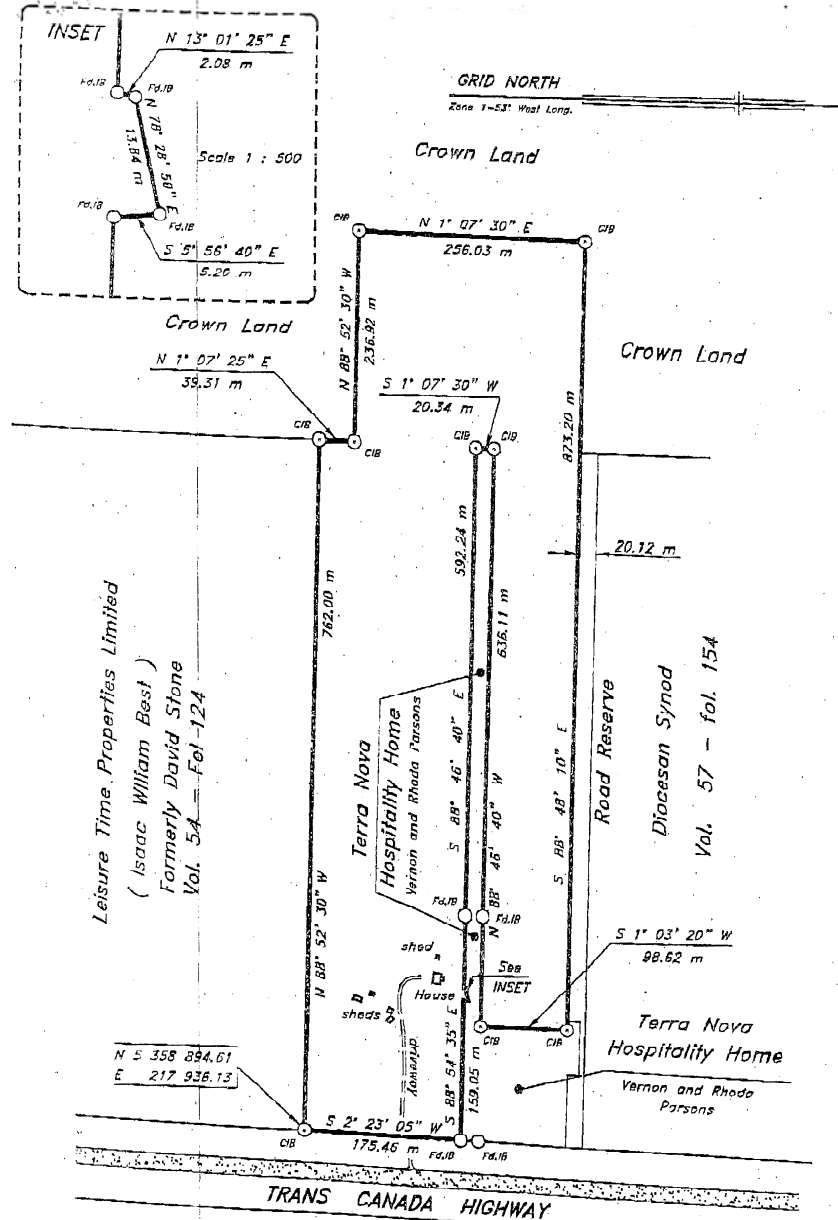 INSET
N 13° 01' 25" E
2.08 m
Fd.IB
Fd.IB
N 78° 28' 50" E
13.84 m
Scale 1 : 500
Fd.IB
Fd.IB
S 5° 56' 40" E
5.20 m
GRID NORTH
Zone 1-53° West Long.
Crown Land
CIB
N 1° 07' 30" E
256.03 m
CIB
Crown Land
N 88° 52' 30" W
236.92 m
Crown Land
N 1° 07' 25" E
39.31 m
S 1° 07' 30" W
20.34 m
CIB
CIB
CIB
CIB
873.20 m
592.24 m
636.11 m
20.12 m
762.00 m
Leisure Time Properties Limited
( Isaac William Best )
Formerly David Stone
Vol. 54 - Fol 124
Terra Nova
Hospitality Home
Vernon and Rhoda Parsons
S 88° 46' 40" E
N 88° 46' 40" W
S 88° 48' 10" E
Road Reserve
Diocesan Synod
Vol. 57 - fol. 154
N 88° 52' 30" W
Fd.IB
Fd.IB
shed
House
sheds
driveway
See
INSET
S 88° 54' 35" E
159.05 m
S 1° 03' 20" W
98.62 m
CIB
CIB
Terra Nova
Hospitality Home
Vernon and Rhoda
Parsons
N 5 358 894.61
E 217 936.13
CIB
S 2° 23' 05" W
175.46 m
Fd.IB
Fd.IB
TRANS CANADA HIGHWAY